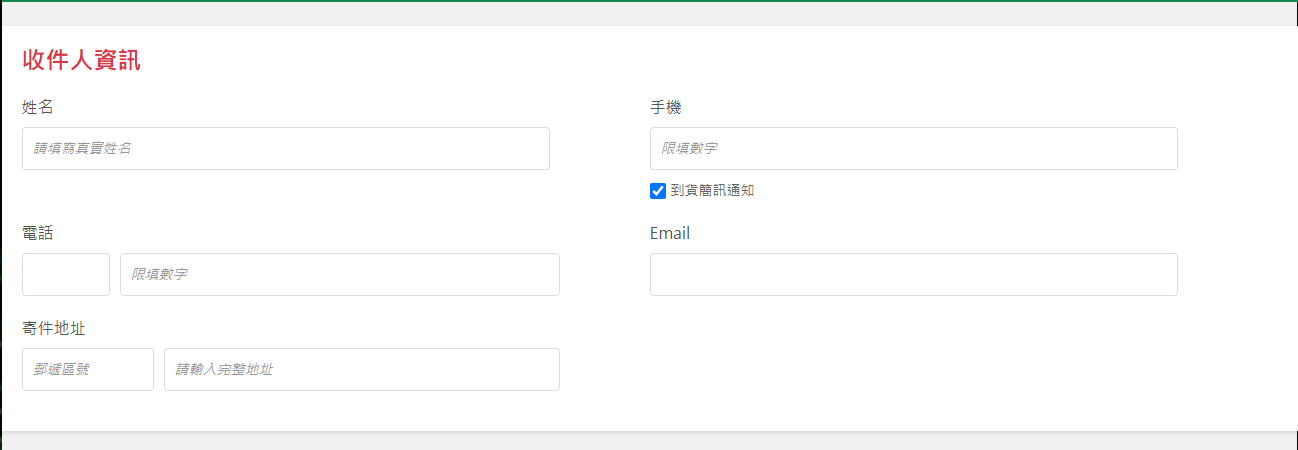 收件人資訊
姓名
手機
請填寫真實姓名
限填數字
到貨簡訊通知
電話
Email
限填數字
寄件地址
郵遞區號
請輸入完整地址